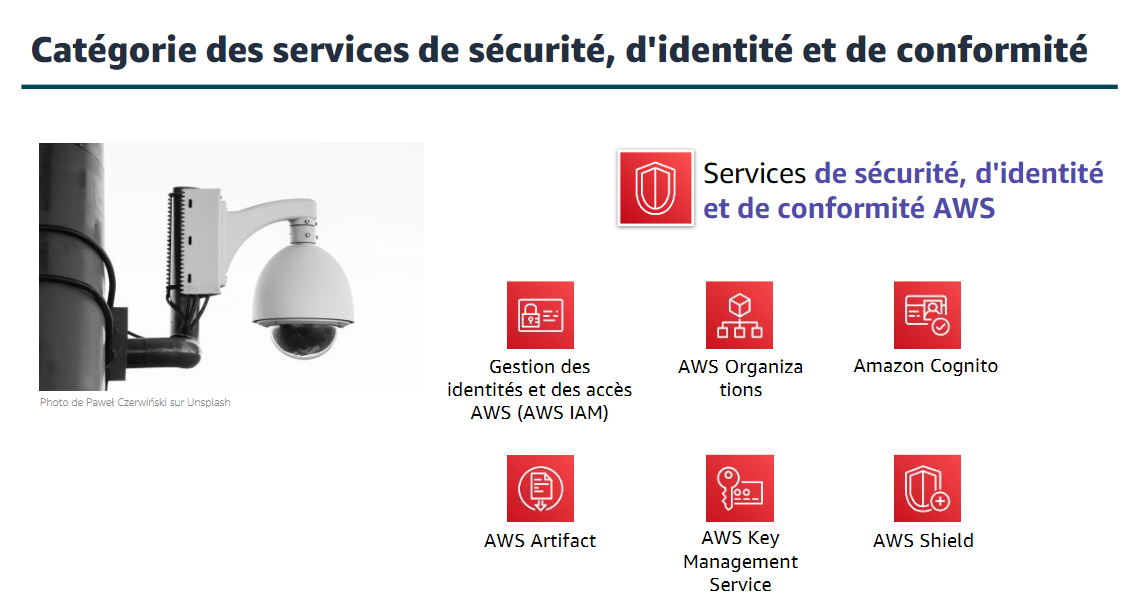 Catégorie des services de sécurité, d'identité et de conformité
Services de sécurité, d'identité
et de conformité AWS
Photo de Paweł Czerwiński sur Unsplash
Gestion des
identités et des accès
AWS (AWS IAM)
AWS Organiza
tions
Amazon Cognito
AWS Artifact
AWS Key
Management
Service
AWS Shield